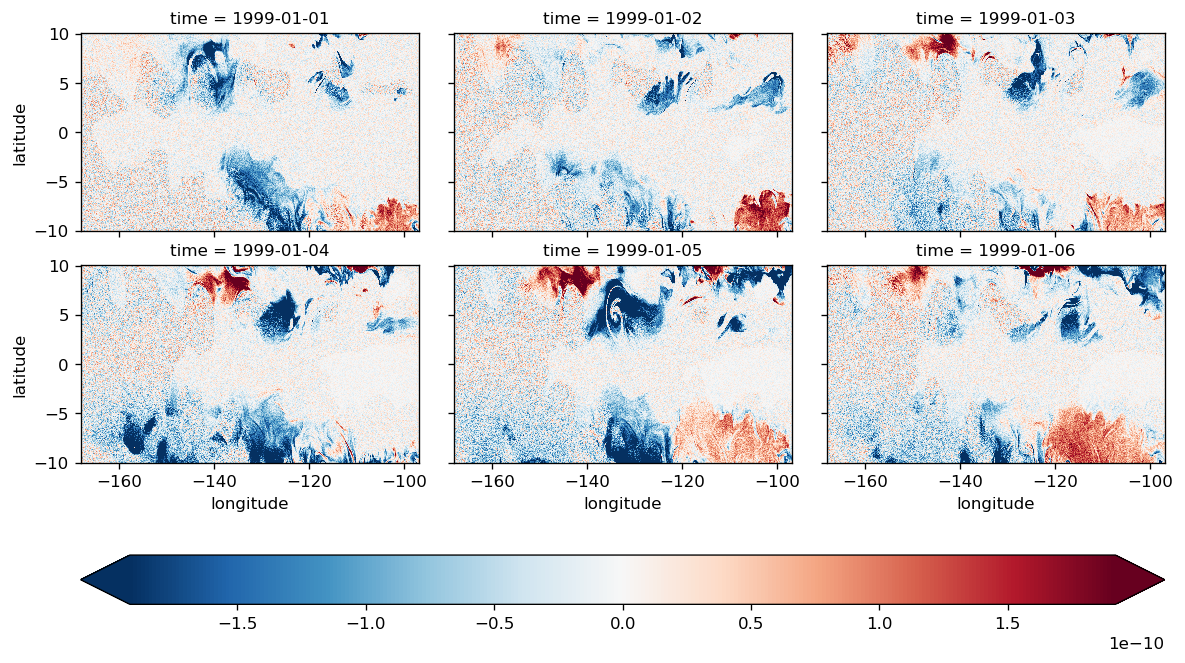 time = 1999-01-01 time = 1999-01-02 time = 1999-01-03
10
5
0
−5
−10
latitude
time = 1999-01-04 time = 1999-01-05 time = 1999-01-06
10
5
0
−5
−10
latitude
−160 −140 −120 −100 −160 −140 −120 −100 −160 −140 −120 −100
longitude longitude longitude
−1.5 −1.0 −0.5 0.0 0.5 1.0 1.5
1e−10